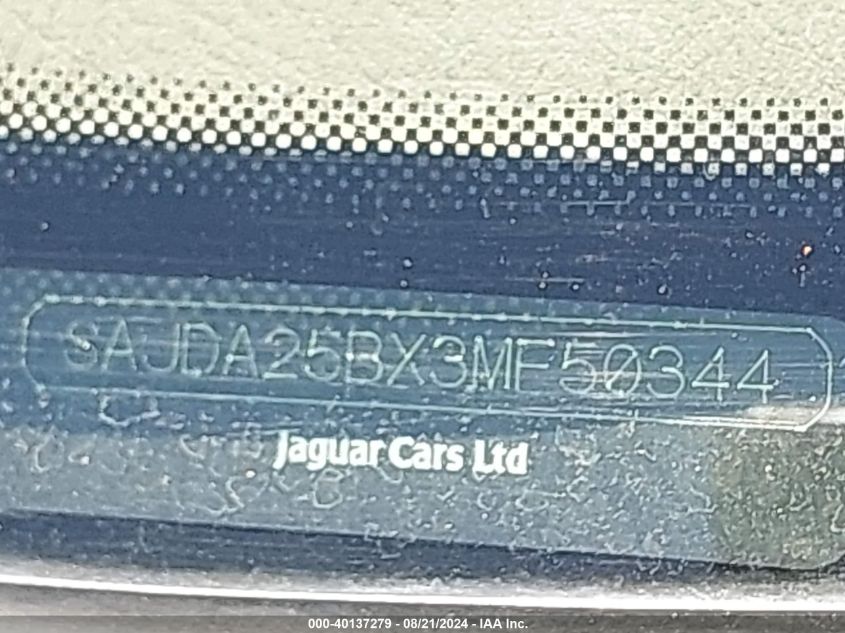 SAJDA25BX3MF50344
Jaguar Cars Ltd
000-40137279 - 08/21/2024 - IAA Inc.